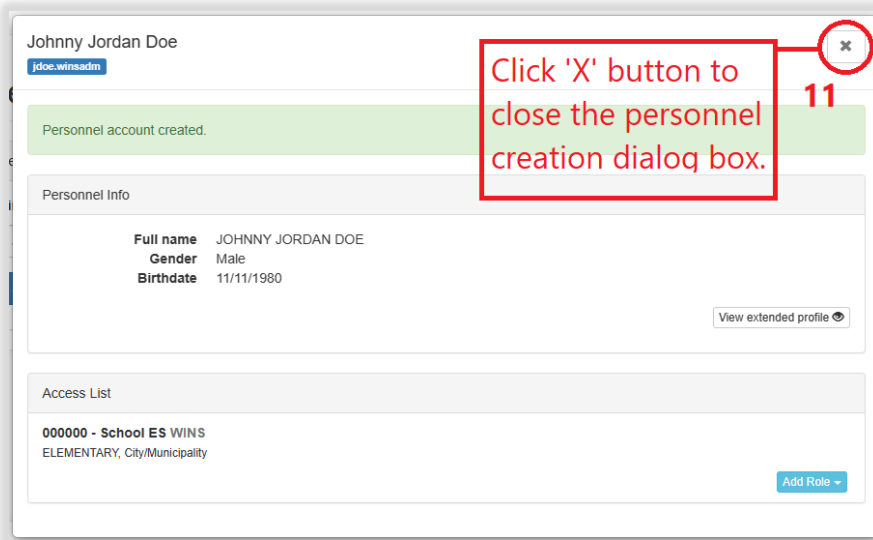 Johnny Jordan Doe
jdoe.winsadm
Click 'X' button to
close the personnel
creation dialog box.
11
Personnel account created.
Personnel Info
Full name JOHNNY JORDAN DOE
Gender Male
Birthdate 11/11/1980
View extended profile
Access List
000000 - School ES WINS
ELEMENTARY, City/Municipality
Add Role